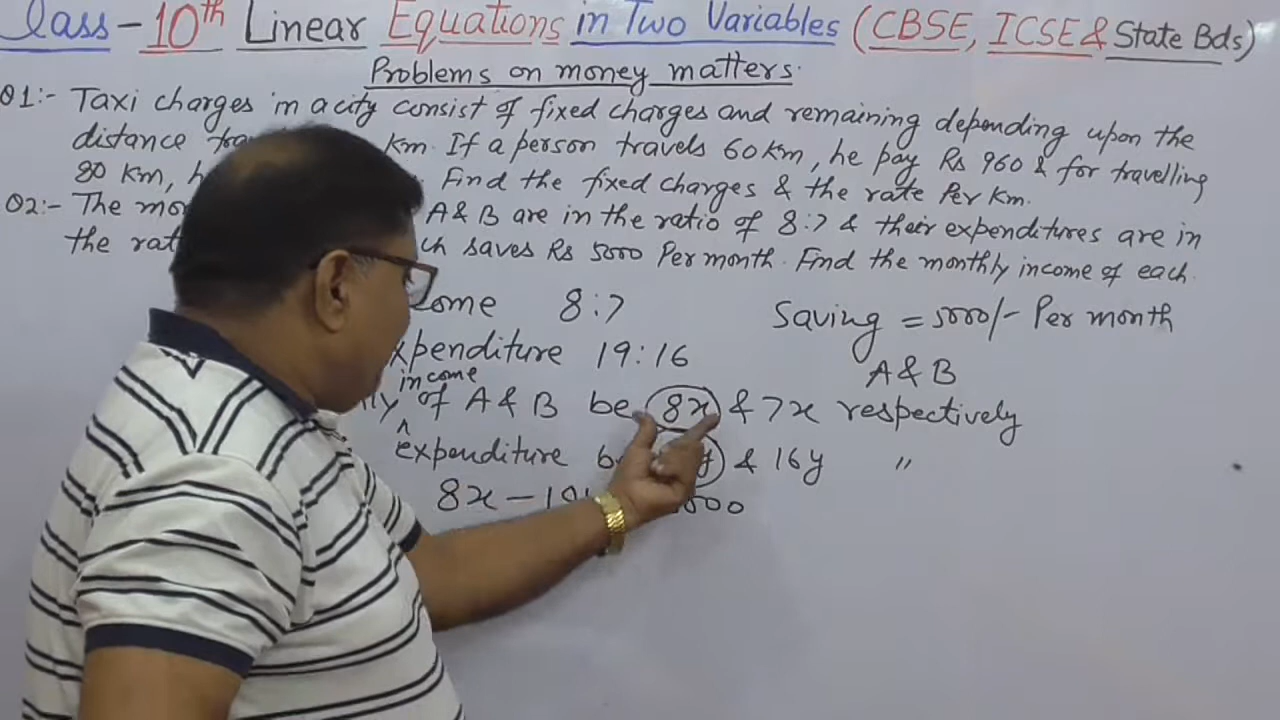 Class - 10th Linear Equations in Two Variables (CBSE, ICSE & State Bds)
Problems on money matters.
Q1:- Taxi charges in a city consist of fixed charges and remaining depending upon the
distance km. If a person travels 60 Km, he pay Rs 960 & for travelling
80 Km, Find the fixed charges & the rate Per Km.
Q2:- The A & B are in the ratio of 8:7 & their expenditures are in
the saves Rs 5000 Per month. Find the monthly income of each.
8:7 Saving = 5000/- Per month
19:16 A & B
income
of A & B be 8x & 7x respectively
expenditure & 16y "
8x -